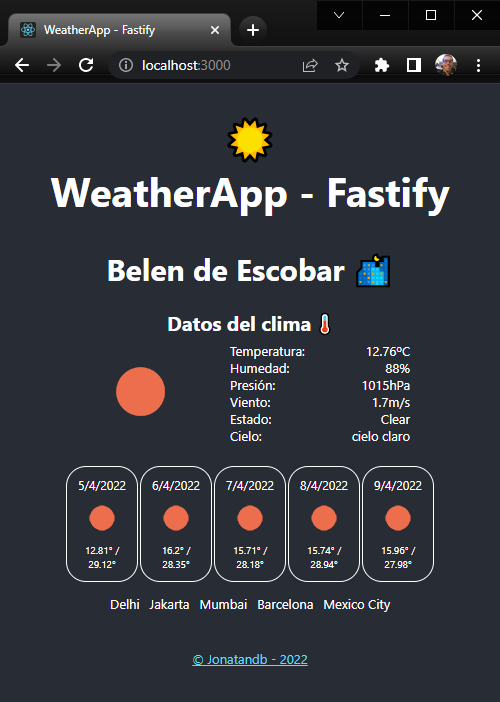 WeatherApp - Fastify
localhost:3000
WeatherApp - Fastify
Belen de Escobar
Datos del clima
Temperatura: 12.76ºC
Humedad: 88%
Presión: 1015hPa
Viento: 1.7m/s
Estado: Clear
Cielo: cielo claro
5/4/2022 6/4/2022 7/4/2022 8/4/2022 9/4/2022
12.81° / 16.2° / 15.71° / 15.74° / 15.96° /
29.12° 28.35° 28.18° 28.94° 27.98°
Delhi Jakarta Mumbai Barcelona Mexico City
© Jonatandb - 2022